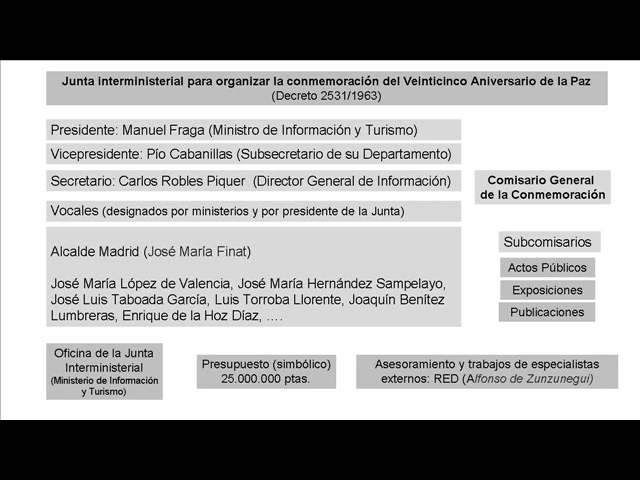 Junta interministerial para organizar la conmemoración del Veinticinco Aniversario de la Paz
(Decreto 2531/1963)
Presidente: Manuel Fraga (Ministro de Información y Turismo)
Vicepresidente: Pío Cabanillas (Subsecretario de su Departamento)
Secretario: Carlos Robles Piquer (Director General de Información)
Vocales (designados por ministerios y por presidente de la Junta)
Alcalde Madrid (José María Finat)
José María López de Valencia, José María Hernández Sampelayo,
José Luis Taboada García, Luis Torroba Llorente, Joaquín Benítez
Lumbreras, Enrique de la Hoz Díaz, ….
Comisario General
de la Conmemoración
Subcomisarios
Actos Públicos
Exposiciones
Publicaciones
Oficina de la Junta
Interministerial
(Ministerio de Información
y Turismo)
Presupuesto (simbólico)
25.000.000 ptas.
Asesoramiento y trabajos de especialistas
externos: RED (Alfonso de Zunzunegui)